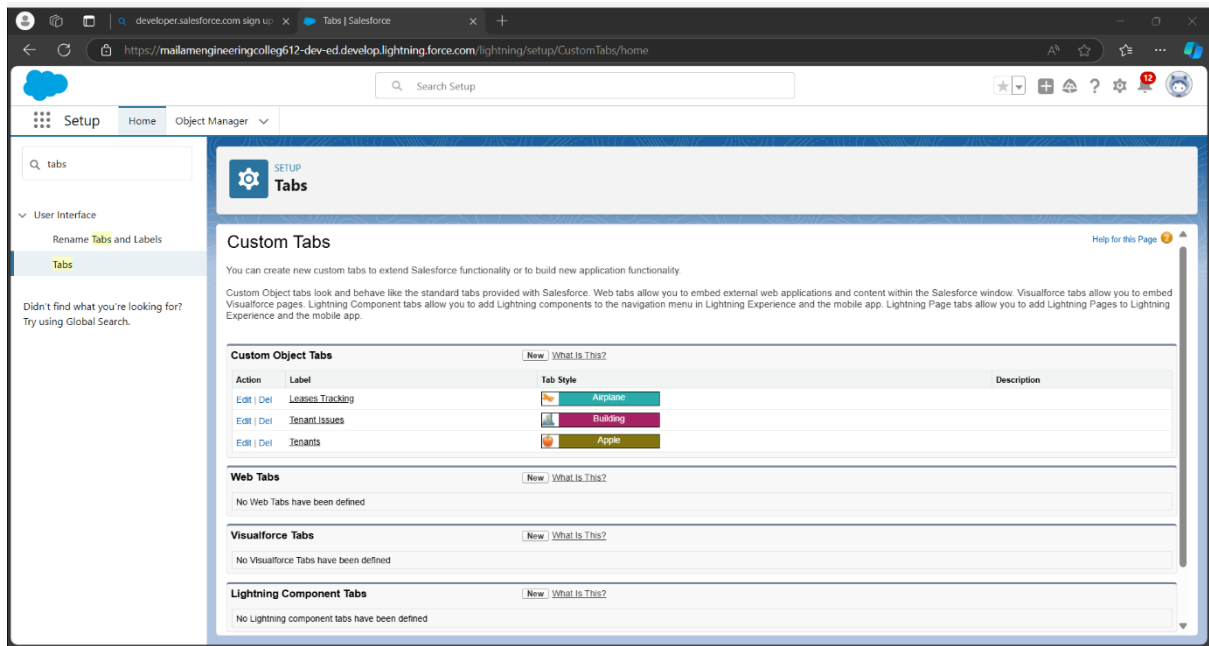 developer.salesforce.com sign up
Tabs | Salesforce
https://mailamengineeringcolleg612-dev-ed.develop.lightning.force.com/lightning/setup/CustomTabs/home
Search Setup
12
Setup
Home
Object Manager
tabs
User Interface
Rename Tabs and Labels
Tabs
Didn't find what you're looking for?
Try using Global Search.
SETUP
Tabs
Custom Tabs
Help for this Page
You can create new custom tabs to extend Salesforce functionality or to build new application functionality.
Custom Object tabs look and behave like the standard tabs provided with Salesforce. Web tabs allow you to embed external web applications and content within the Salesforce window. Visualforce tabs allow you to embed
Visualforce pages. Lightning Component tabs allow you to add Lightning components to the navigation menu in Lightning Experience and the mobile app. Lightning Page tabs allow you to add Lightning Pages to Lightning
Experience and the mobile app.
Custom Object Tabs New What Is This?
Action Label Tab Style Description
Edit | Del Leases Tracking Airplane
Edit | Del Tenant Issues Building
Edit | Del Tenants Apple
Web Tabs New What Is This?
No Web Tabs have been defined
Visualforce Tabs New What Is This?
No Visualforce Tabs have been defined
Lightning Component Tabs New What Is This?
No Lightning component tabs have been defined